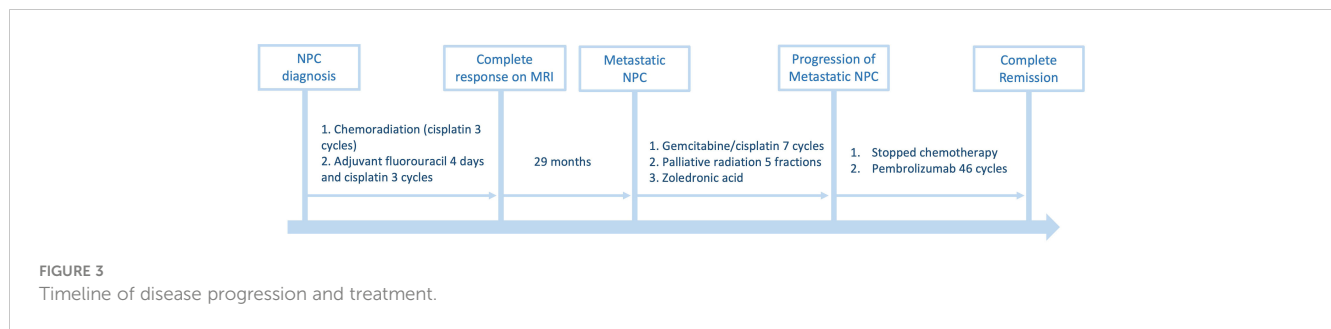 NPC
diagnosis
Complete
response on MRI
Metastatic
NPC
Progression of
Metastatic NPC
Complete
Remission
1. Chemoradiation (cisplatin 3
cycles)
2. Adjuvant fluorouracil 4 days
and cisplatin 3 cycles
29 months
1. Gemcitabine/cisplatin 7 cycles
2. Palliative radiation 5 fractions
3. Zoledronic acid
1. Stopped chemotherapy
2. Pembrolizumab 46 cycles
FIGURE 3
Timeline of disease progression and treatment.